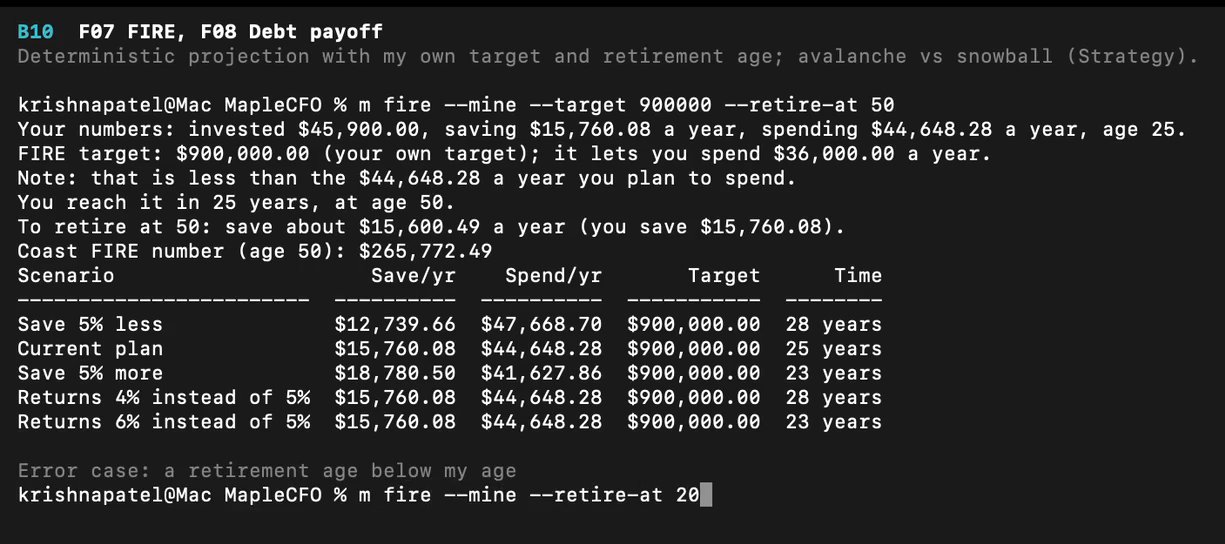 B10  F07 FIRE, F08 Debt payoff
Deterministic projection with my own target and retirement age; avalanche vs snowball (Strategy).
krishnapatel@Mac MapleCFO % m fire --mine --target 900000 --retire-at 50
Your numbers: invested $45,900.00, saving $15,760.08 a year, spending $44,648.28 a year, age 25.
FIRE target: $900,000.00 (your own target); it lets you spend $36,000.00 a year.
Note: that is less than the $44,648.28 a year you plan to spend.
You reach it in 25 years, at age 50.
To retire at 50: save about $15,600.49 a year (you save $15,760.08).
Coast FIRE number (age 50): $265,772.49
Scenario                     Save/yr    Spend/yr       Target      Time
------------------------  ----------  ----------  -----------  --------
Save 5% less              $12,739.66  $47,668.70  $900,000.00  28 years
Current plan              $15,760.08  $44,648.28  $900,000.00  25 years
Save 5% more              $18,780.50  $41,627.86  $900,000.00  23 years
Returns 4% instead of 5%  $15,760.08  $44,648.28  $900,000.00  28 years
Returns 6% instead of 5%  $15,760.08  $44,648.28  $900,000.00  23 years
Error case: a retirement age below my age
krishnapatel@Mac MapleCFO % m fire --mine --retire-at 20